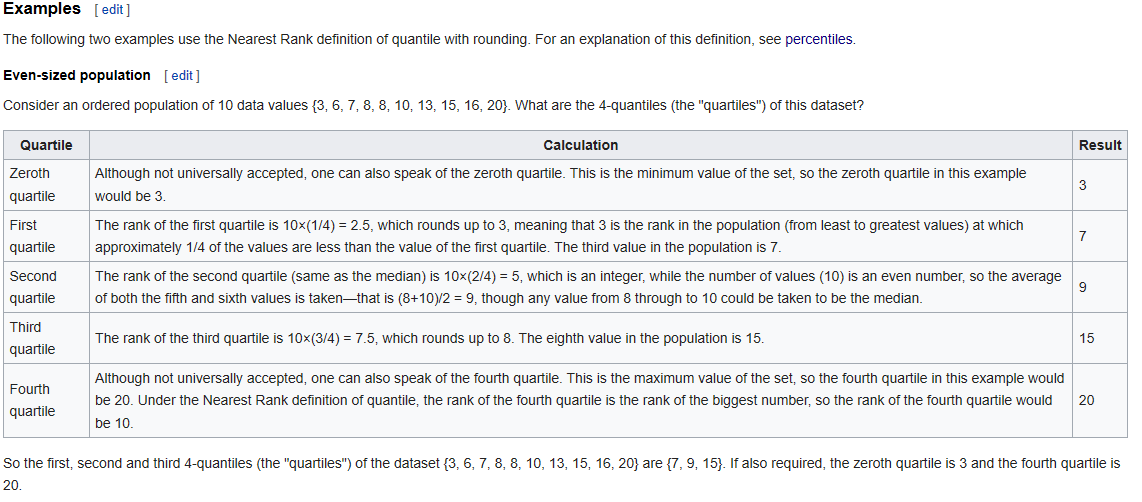 Examples [ edit ]
The following two examples use the Nearest Rank definition of quantile with rounding. For an explanation of this definition, see percentiles.
Even-sized population [ edit ]
Consider an ordered population of 10 data values {3, 6, 7, 8, 8, 10, 13, 15, 16, 20}. What are the 4-quantiles (the "quartiles") of this dataset?
Quartile Calculation Result
Zeroth
quartile
Although not universally accepted, one can also speak of the zeroth quartile. This is the minimum value of the set, so the zeroth quartile in this example
would be 3.
3
First
quartile
The rank of the first quartile is 10×(1/4) = 2.5, which rounds up to 3, meaning that 3 is the rank in the population (from least to greatest values) at which
approximately 1/4 of the values are less than the value of the first quartile. The third value in the population is 7.
7
Second
quartile
The rank of the second quartile (same as the median) is 10×(2/4) = 5, which is an integer, while the number of values (10) is an even number, so the average
of both the fifth and sixth values is taken—that is (8+10)/2 = 9, though any value from 8 through to 10 could be taken to be the median.
9
Third
quartile
The rank of the third quartile is 10×(3/4) = 7.5, which rounds up to 8. The eighth value in the population is 15.
15
Fourth
quartile
Although not universally accepted, one can also speak of the fourth quartile. This is the maximum value of the set, so the fourth quartile in this example would
be 20. Under the Nearest Rank definition of quantile, the rank of the fourth quartile is the rank of the biggest number, so the rank of the fourth quartile would
be 10.
20
So the first, second and third 4-quantiles (the "quartiles") of the dataset {3, 6, 7, 8, 8, 10, 13, 15, 16, 20} are {7, 9, 15}. If also required, the zeroth quartile is 3 and the fourth quartile is
20.